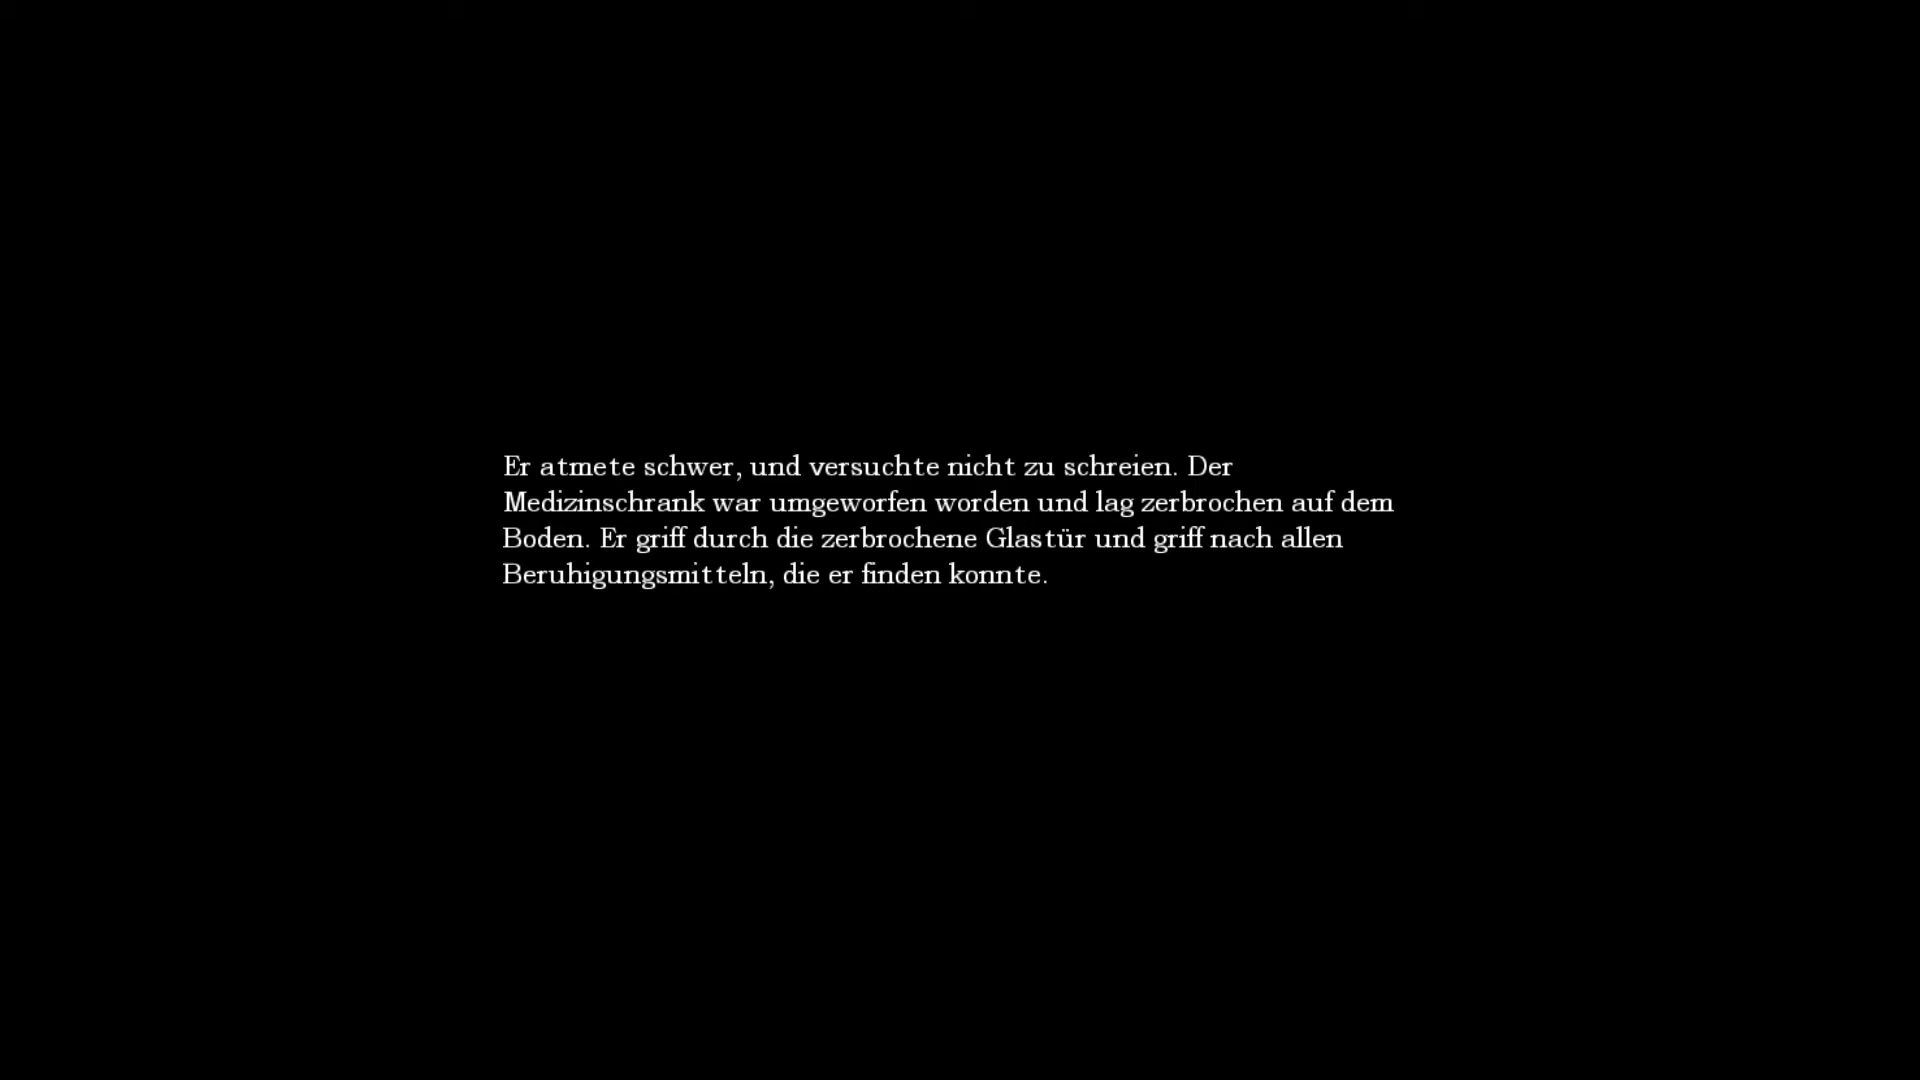 Er atmete schwer, und versuchte nicht zu schreien. Der
Medizinschrank war umgeworfen worden und lag zerbrochen auf dem
Boden. Er griff durch die zerbrochene Glastür und griff nach allen
Beruhigungsmitteln, die er finden konnte.